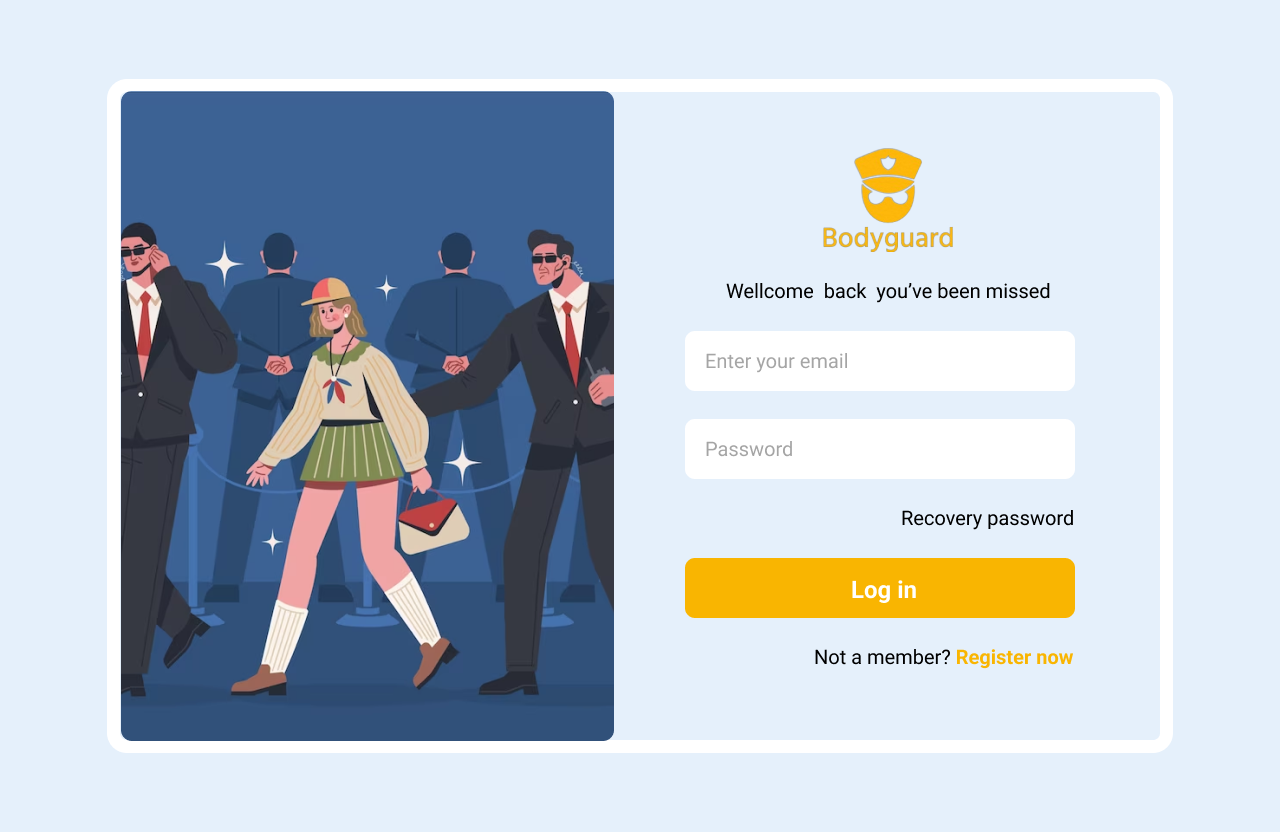 Bodyguard
Wellcome back you’ve been missed
Enter your email
Password
Recovery password
Log in
Not a member? Register now